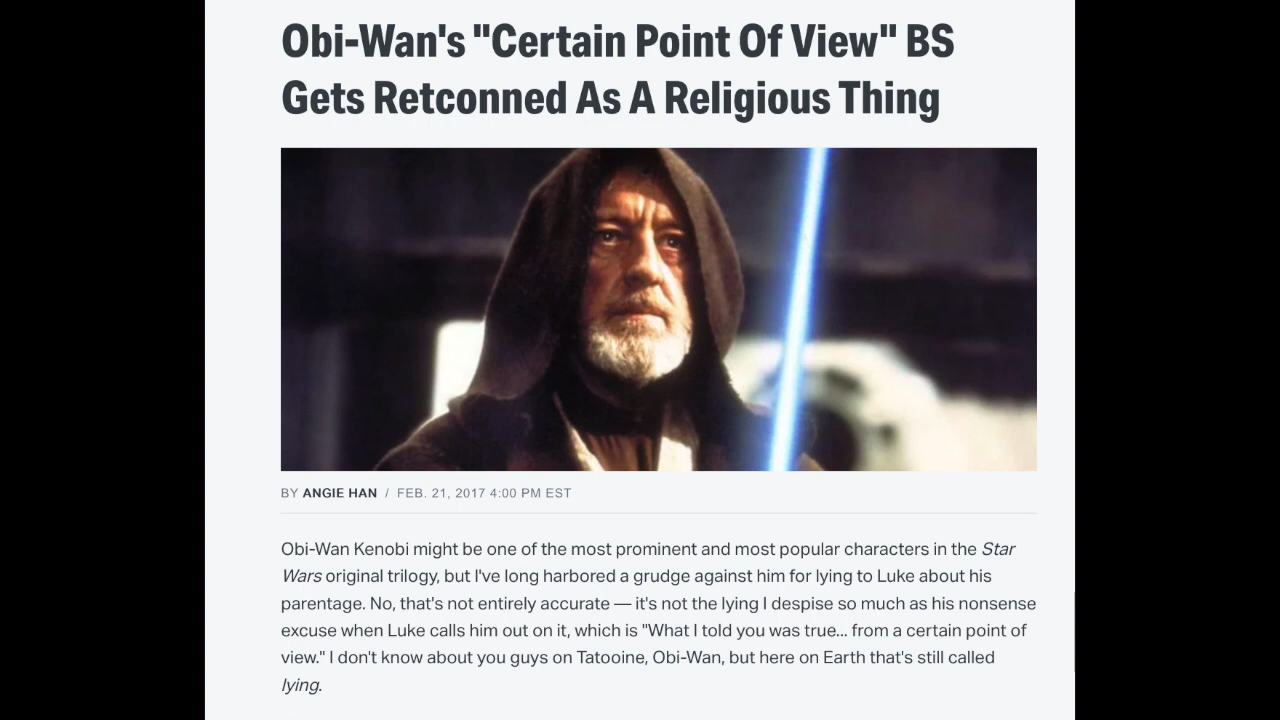 Obi-Wan's "Certain Point Of View" BS
Gets Retconned As A Religious Thing
BY ANGIE HAN / FEB. 21, 2017 4:00 PM EST
Obi-Wan Kenobi might be one of the most prominent and most popular characters in the Star
Wars original trilogy, but I've long harbored a grudge against him for lying to Luke about his
parentage. No, that's not entirely accurate — it's not the lying I despise so much as his nonsense
excuse when Luke calls him out on it, which is "What I told you was true... from a certain point of
view." I don't know about you guys on Tatooine, Obi-Wan, but here on Earth that's still called
lying.